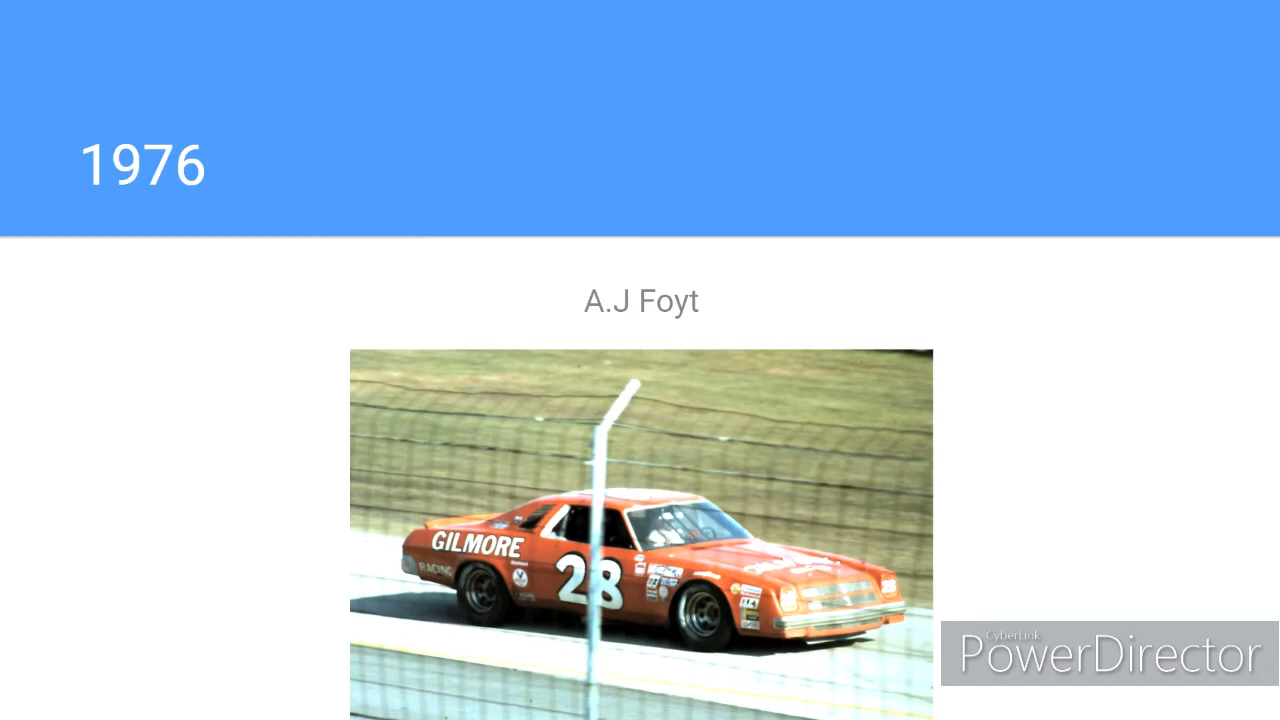 1976
A.J Foyt
GILMORE
RACING
28
CyberLink
PowerDirector